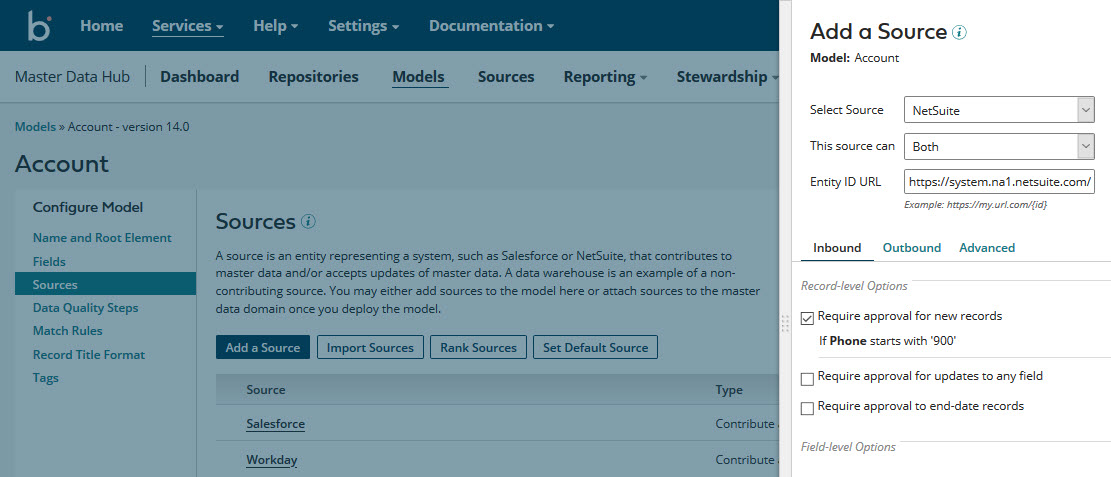 b
Home Services Help Settings Documentation
Master Data Hub Dashboard Repositories Models Sources Reporting Stewardship
Models » Account - version 14.0
Account
Configure Model
Name and Root Element
Fields
Sources
Data Quality Steps
Match Rules
Record Title Format
Tags
Sources
A source is an entity representing a system, such as Salesforce or NetSuite, that contributes to
master data and/or accepts updates of master data. A data warehouse is an example of a non-
contributing source. You may either add sources to the model here or attach sources to the master
data domain once you deploy the model.
Add a Source Import Sources Rank Sources Set Default Source
Source Type
Salesforce Contribute
Workday Contribute
Add a Source
Model: Account
Select Source NetSuite
This source can Both
Entity ID URL https://system.na1.netsuite.com/
Example: https://my.url.com/{id}
Inbound Outbound Advanced
Record-level Options
Require approval for new records
If Phone starts with '900'
Require approval for updates to any field
Require approval to end-date records
Field-level Options